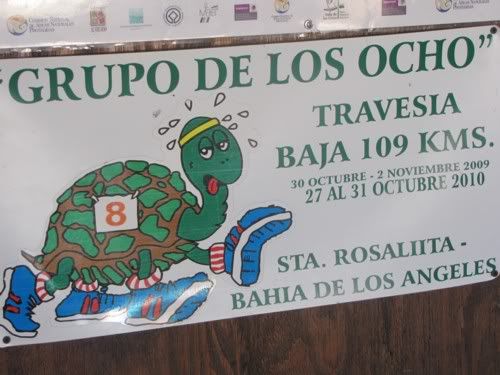 "GRUPO DE LOS OCHO"
TRAVESIA
BAJA 109 KMS.
30 OCTUBRE - 2 NOVIEMBRE 2009
27 AL 31 OCTUBRE 2010
8
STA. ROSALIITA -
BAHIA DE LOS ANGELES